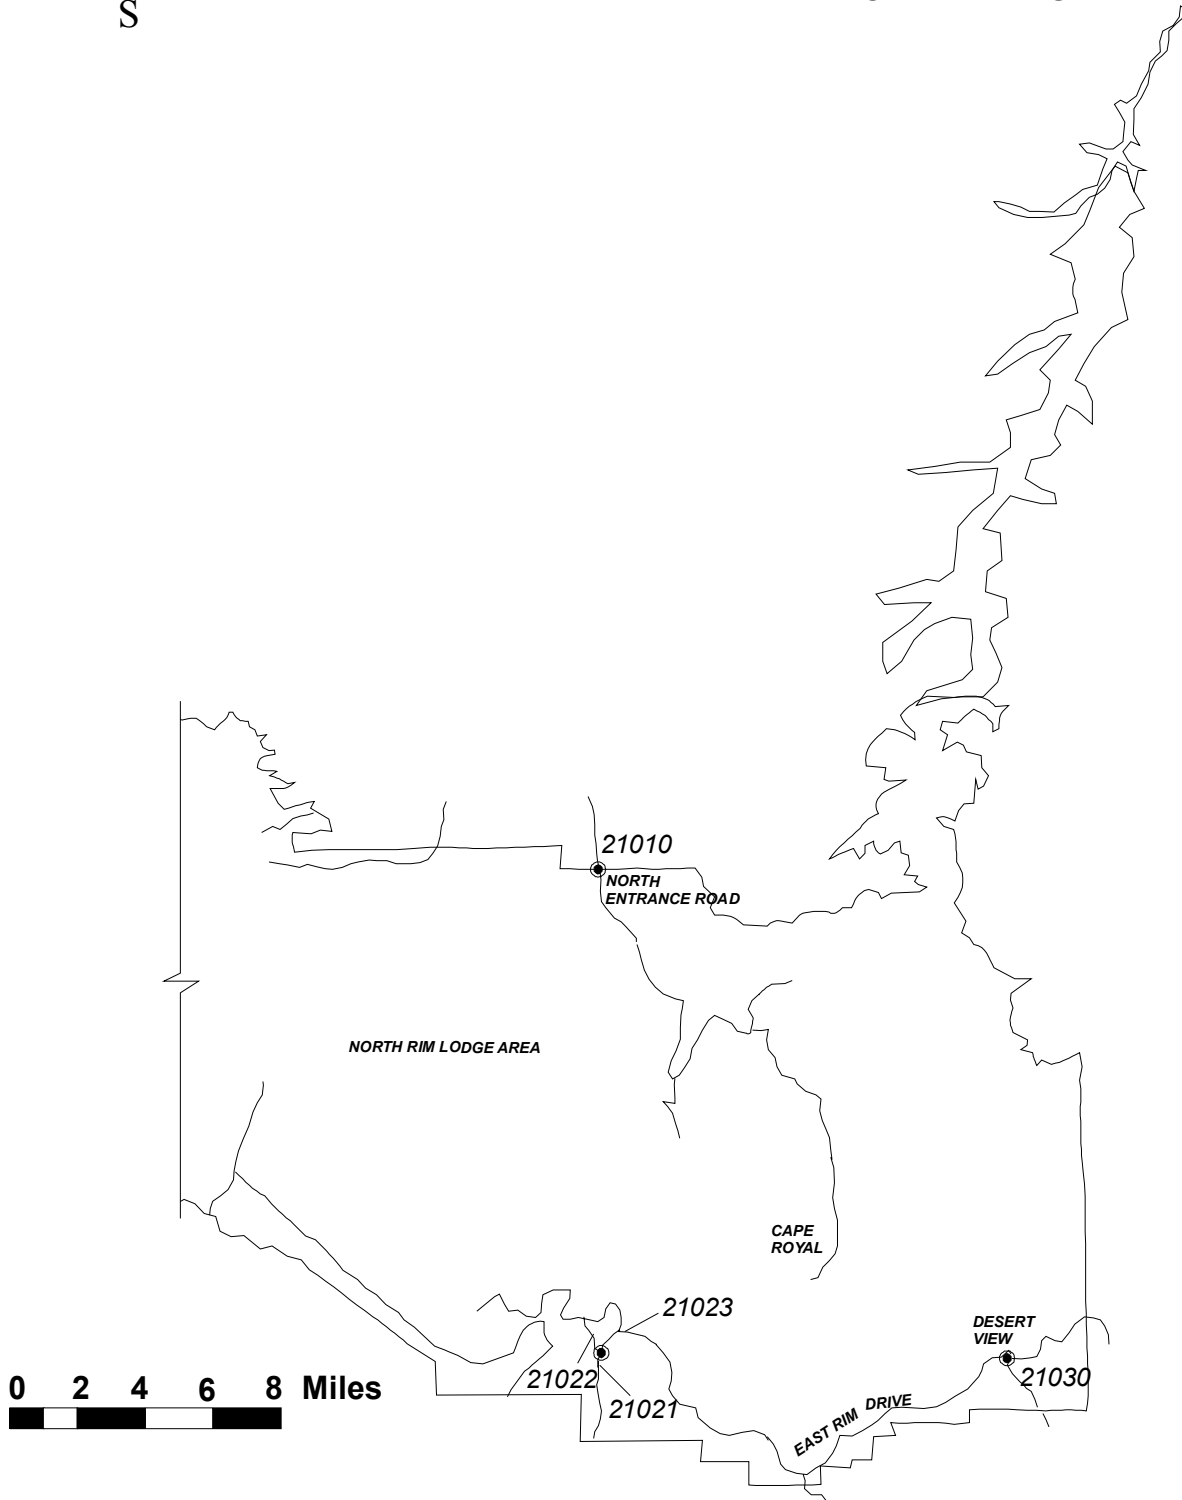 S
21010
NORTH
ENTRANCE ROAD
NORTH RIM LODGE AREA
CAPE
ROYAL
21023
DESERT
VIEW
21022
21030
21021
EAST RIM DRIVE
0 2 4 6 8 Miles